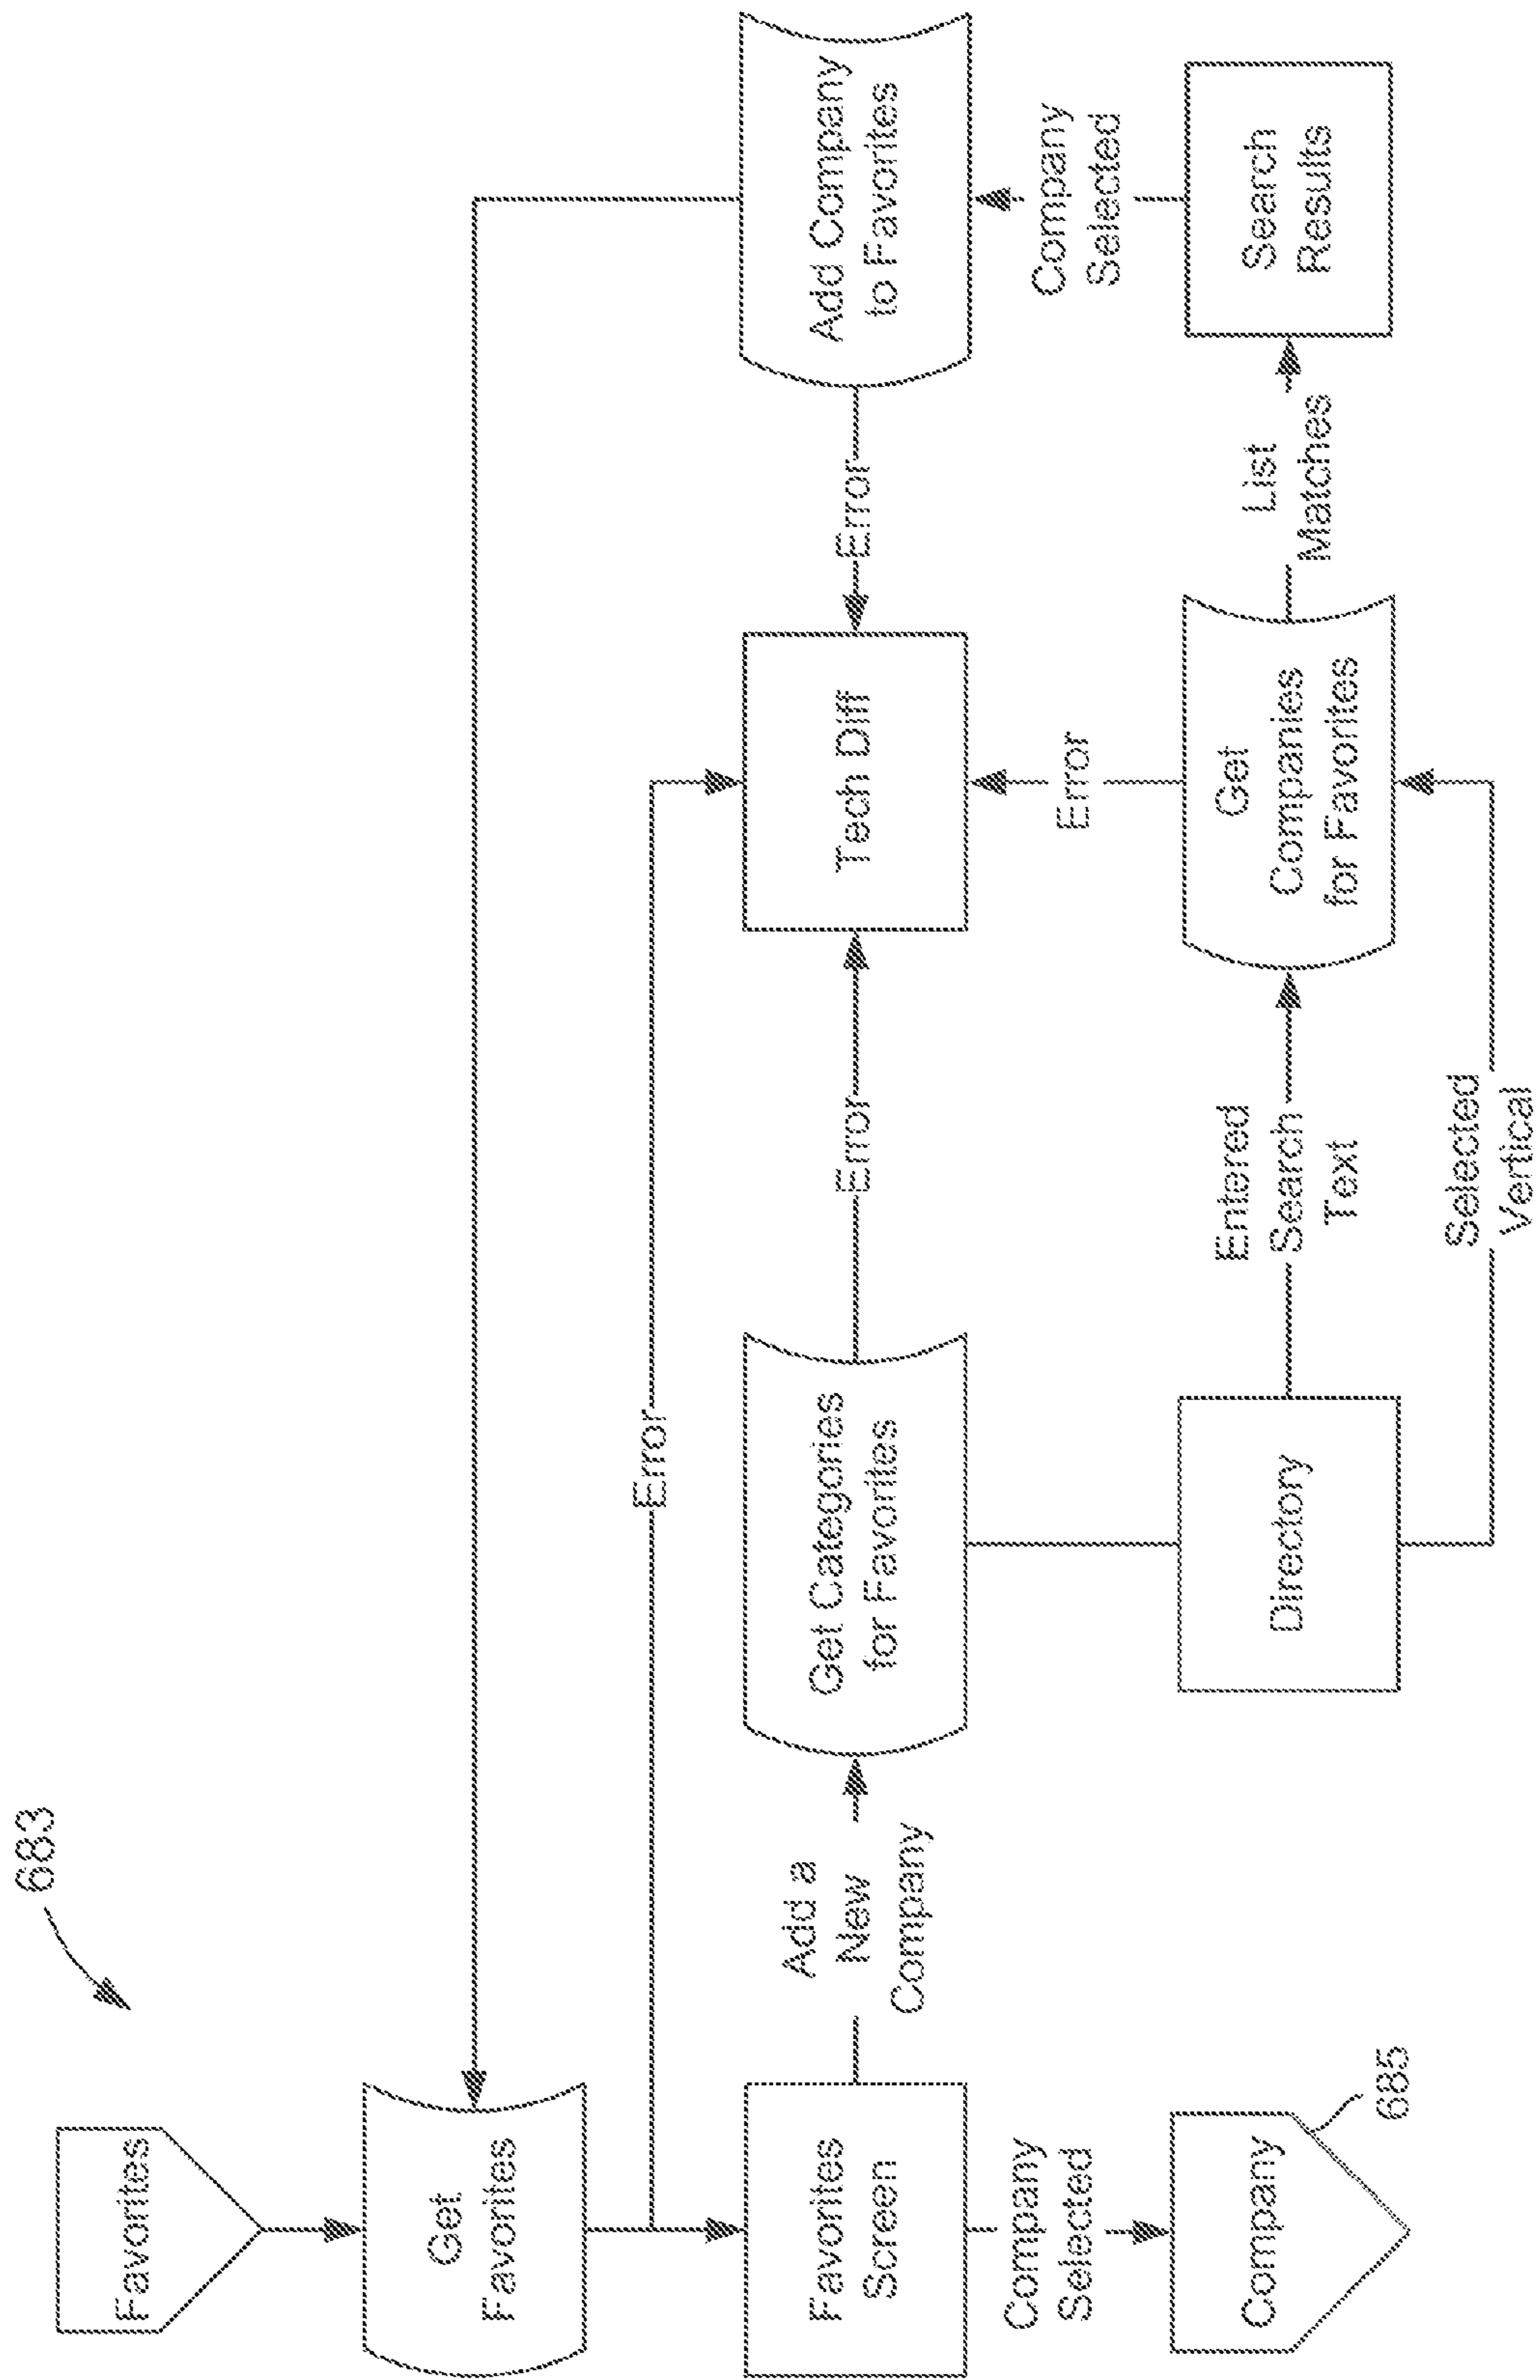 683
Favorites
Get
Favorites
Error
Favorites
Screen
Add a
New
Company
Get Categories
for Favorites
Error
Tech Diff
Error
Add Company
to Favorites
Company
Selected
Error
Company
Selected
Company
685
Directory
Entered
Search
Text
Get
Companies
for Favorites
List
Matches
Search
Results
Selected
Vertical